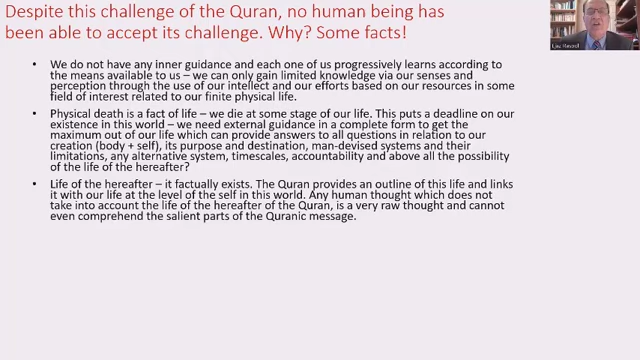 Despite this challenge of the Quran, no human being has
been able to accept its challenge. Why? Some facts!
• We do not have any inner guidance and each one of us progressively learns according to
the means available to us – we can only gain limited knowledge via our senses and
perception through the use of our intellect and our efforts based on our resources in some
field of interest related to our finite physical life.
• Physical death is a fact of life – we die at some stage of our life. This puts a deadline on our
existence in this world – we need external guidance in a complete form to get the
maximum out of our life which can provide answers to all questions in relation to our
creation (body + self), its purpose and destination, man-devised systems and their
limitations, any alternative system, timescales, accountability and above all the possibility
of the life of the hereafter?
• Life of the hereafter – it factually exists. The Quran provides an outline of this life and links
it with our life at the level of the self in this world. Any human thought which does not
take into account the life of the hereafter of the Quran, is a very raw thought and cannot
even comprehend the salient parts of the Quranic message.